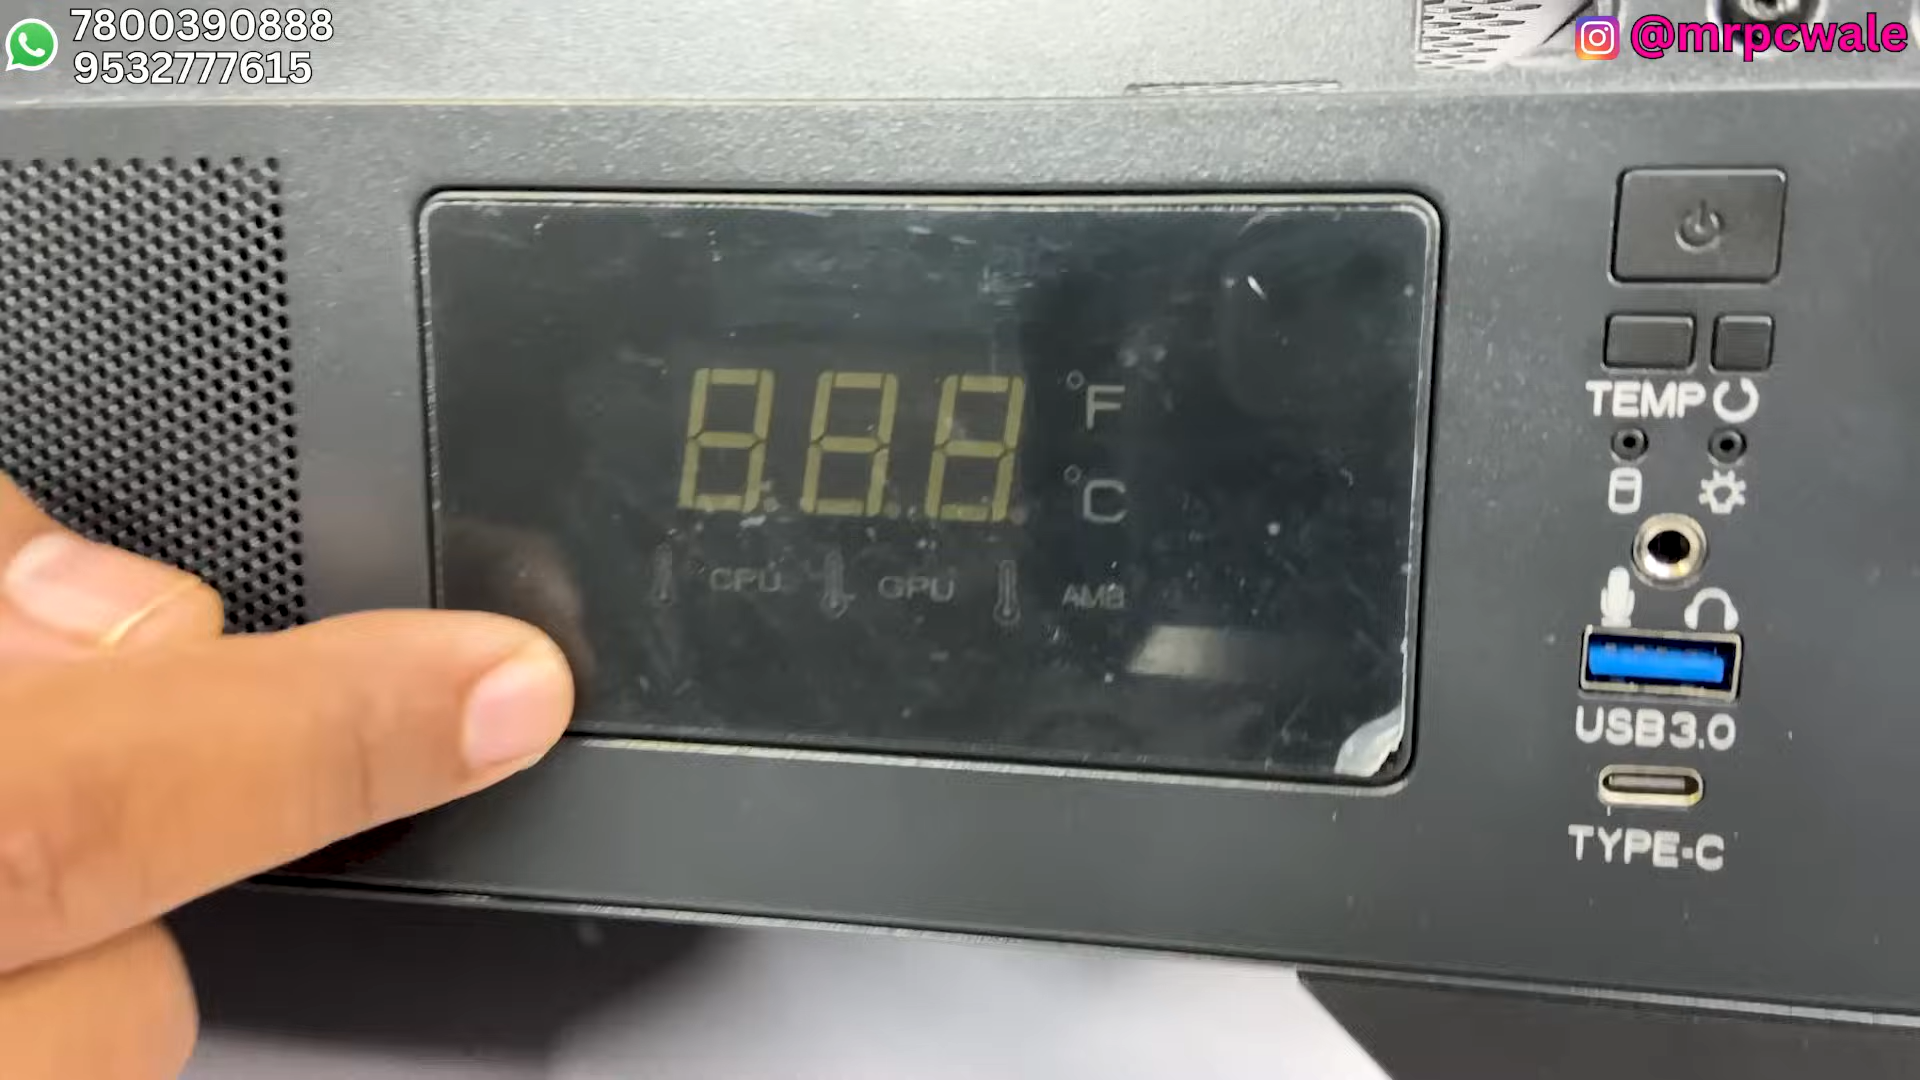 7800390888
9532777615
@mrpcwale
888
°F
°C
CPU GPU AMB
TEMP
USB3.0
TYPE-C